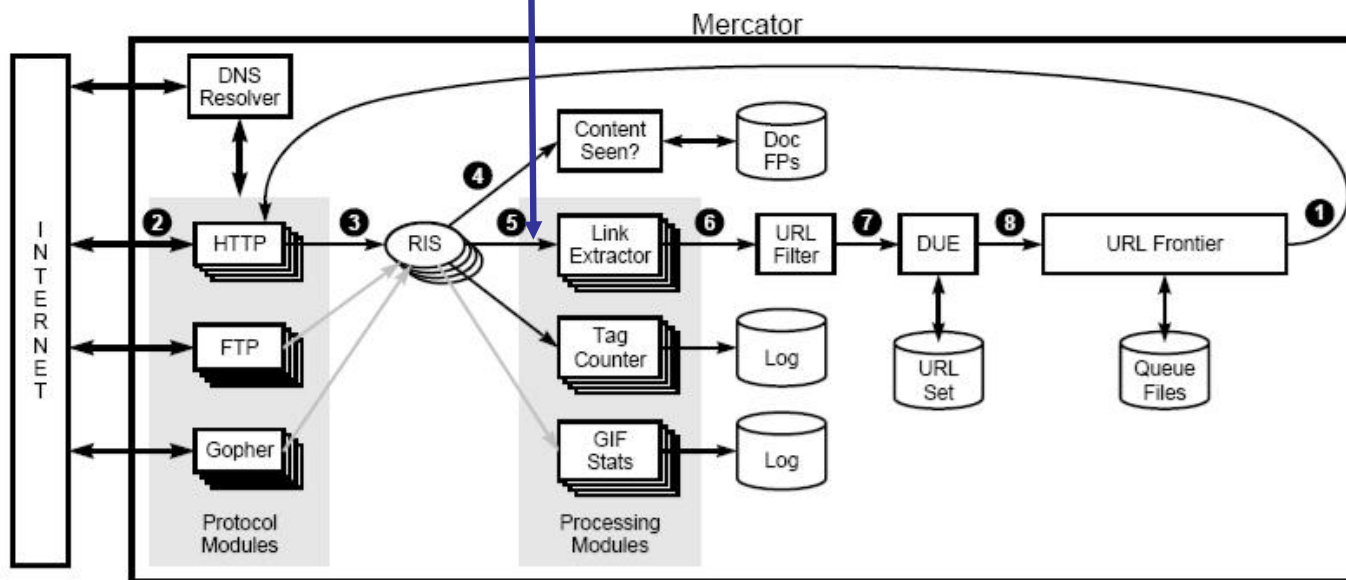 Mercator
INTERNET
DNS
Resolver
Content
Seen?
Doc
FPs
4
2
HTTP
3
RIS
5
Link
Extractor
6
URL
Filter
7
DUE
8
URL Frontier
1
FTP
Tag
Counter
Log
URL
Set
Queue
Files
Gopher
GIF
Stats
Log
Protocol
Modules
Processing
Modules